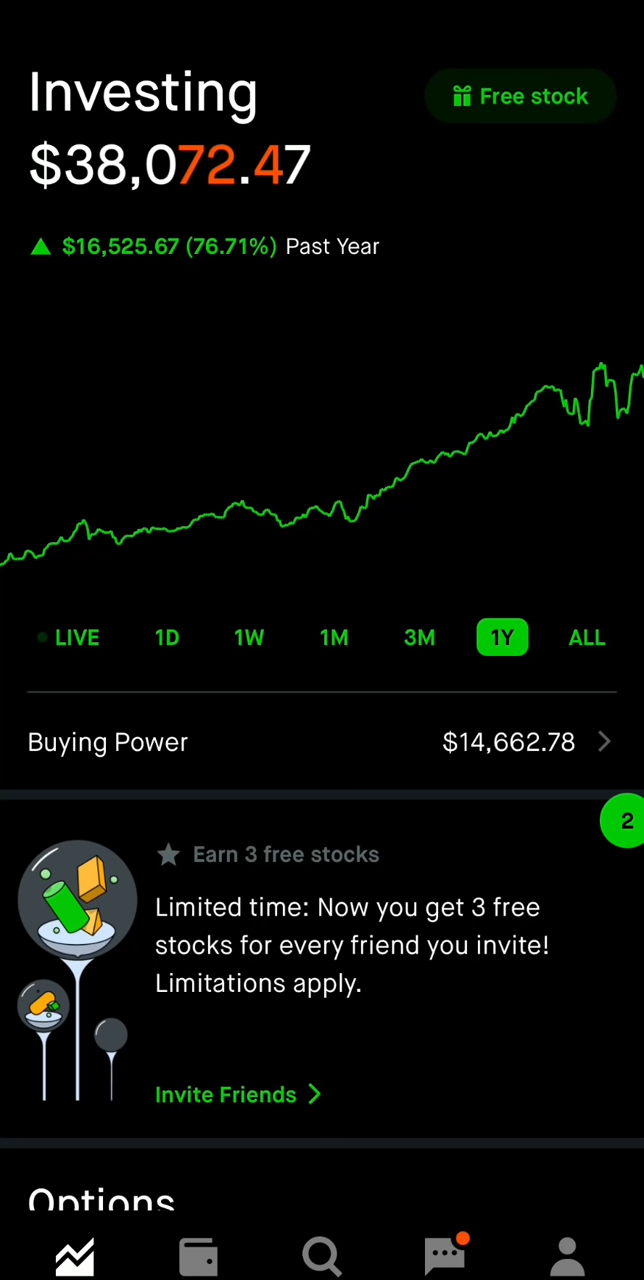 Investing
Free stock
$38,072.47
$16,525.67 (76.71%) Past Year
LIVE 1D 1W 1M 3M 1Y ALL
Buying Power $14,662.78
2
Earn 3 free stocks
Limited time: Now you get 3 free
stocks for every friend you invite!
Limitations apply.
Invite Friends
Options